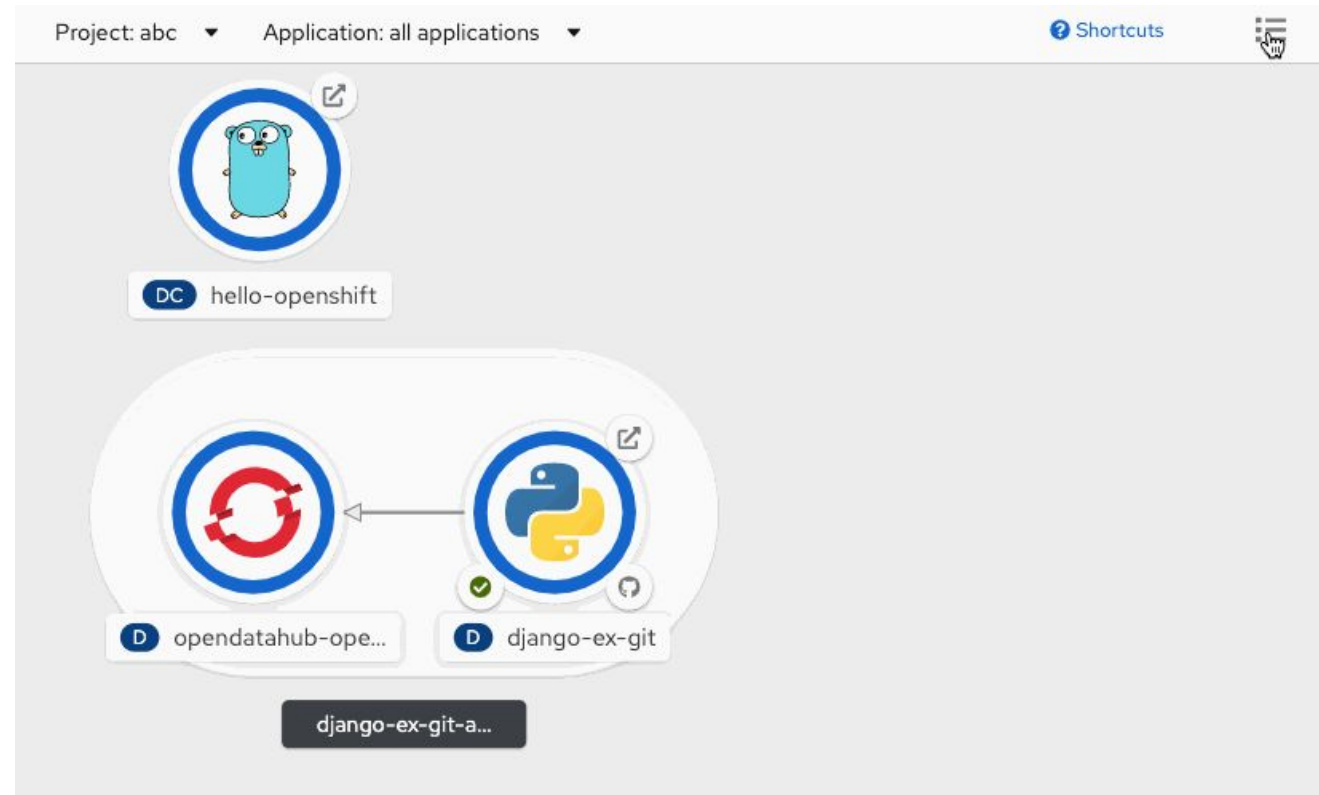 Project: abc
Application: all applications
Shortcuts
DC hello-openshift
D opendatahub-ope...
D django-ex-git
django-ex-git-a...